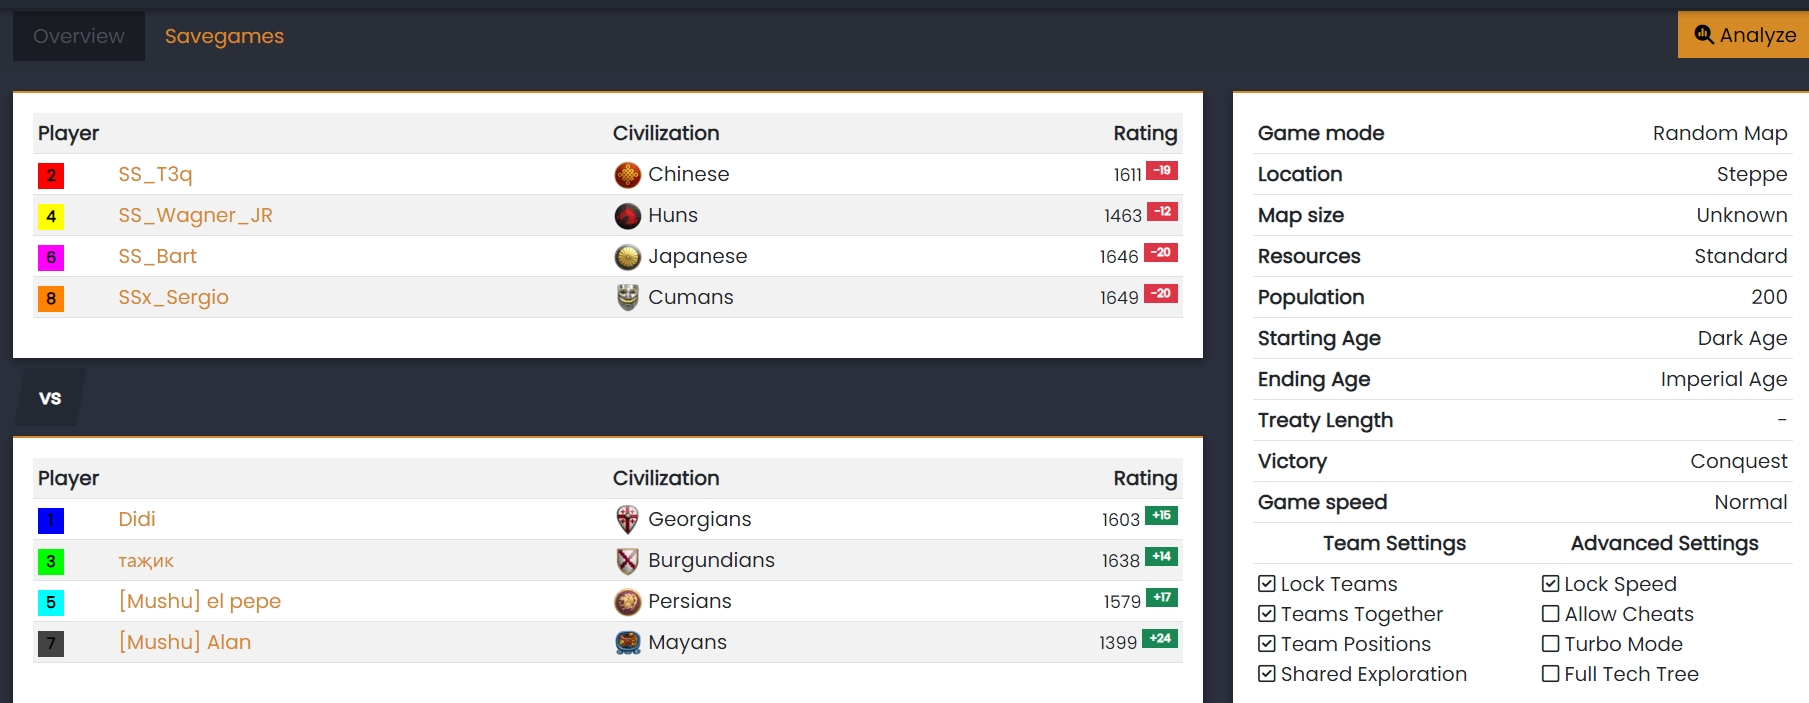 Overview Savegames
Analyze
Player Civilization Rating
2 SS_T3q Chinese 1611 -19
4 SS_Wagner_JR Huns 1463 -12
6 SS_Bart Japanese 1646 -20
8 SSx_Sergio Cumans 1649 -20
vs
Player Civilization Rating
1 Didi Georgians 1603 +15
3 таҗик Burgundians 1638 +14
5 [Mushu] el pepe Persians 1579 +17
7 [Mushu] Alan Mayans 1399 +24
Game mode Random Map
Location Steppe
Map size Unknown
Resources Standard
Population 200
Starting Age Dark Age
Ending Age Imperial Age
Treaty Length -
Victory Conquest
Game speed Normal
Team Settings Advanced Settings
Lock Teams Lock Speed
Teams Together Allow Cheats
Team Positions Turbo Mode
Shared Exploration Full Tech Tree